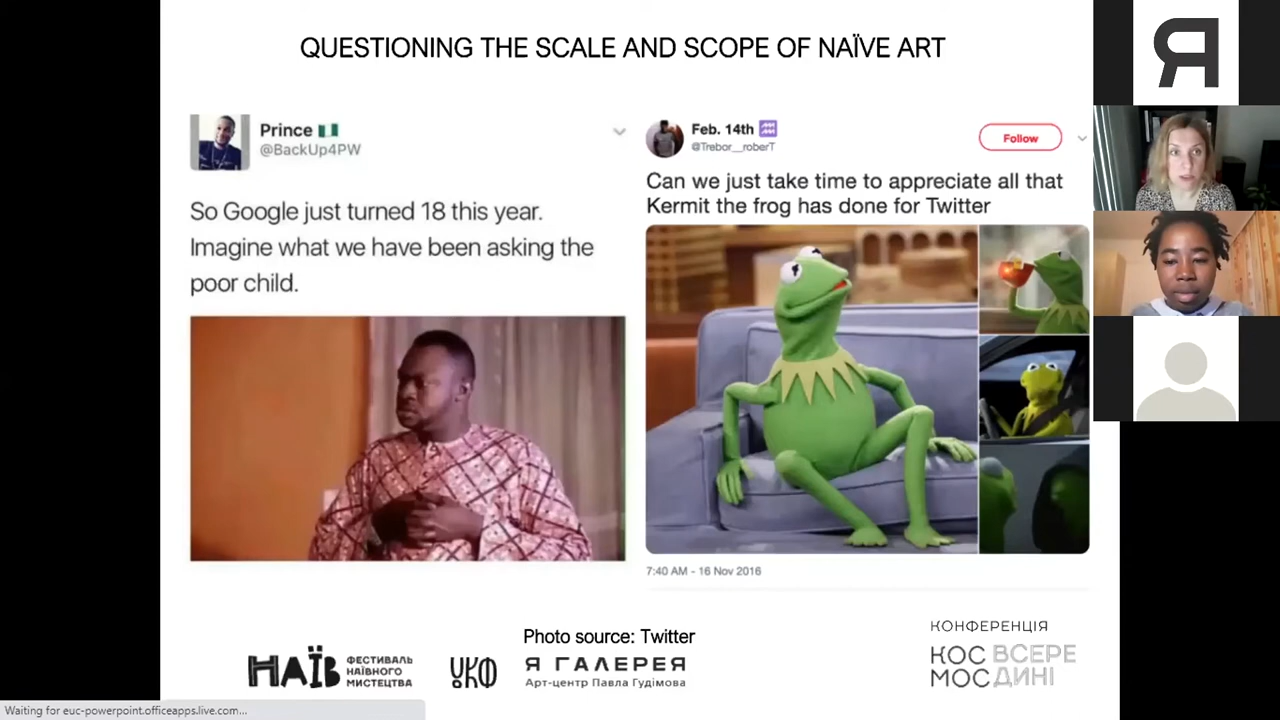 QUESTIONING THE SCALE AND SCOPE OF NAÏVE ART
Prince
@BackUp4PW
So Google just turned 18 this year.
Imagine what we have been asking the
poor child.
Feb. 14th
@Trebor__roberT
Follow
Can we just take time to appreciate all that
Kermit the frog has done for Twitter
7:40 AM - 16 Nov 2016
Photo source: Twitter
НАЇВ
ФЕСТИВАЛЬ
НАЇВНОГО
МИСТЕЦТВА
УКФ
Я ГАЛЕРЕЯ
Арт-центр Павла Гудімова
КОНФЕРЕНЦІЯ
КОС ВСЕРЕ
МОС ДИНІ
Waiting for euc-powerpoint.officeapps.live.com...
Я